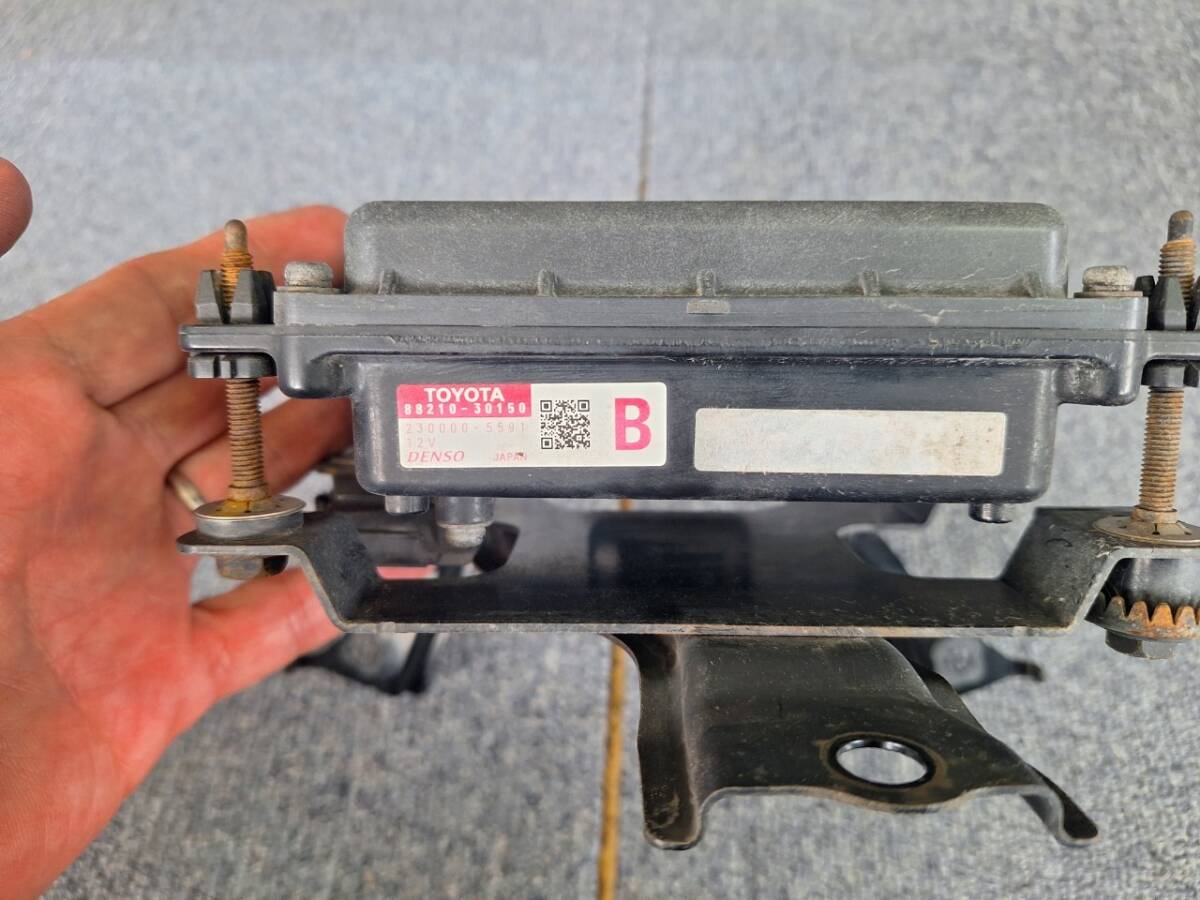 TOYOTA
88210-30150
230000-5591
12V
DENSO JAPAN
B